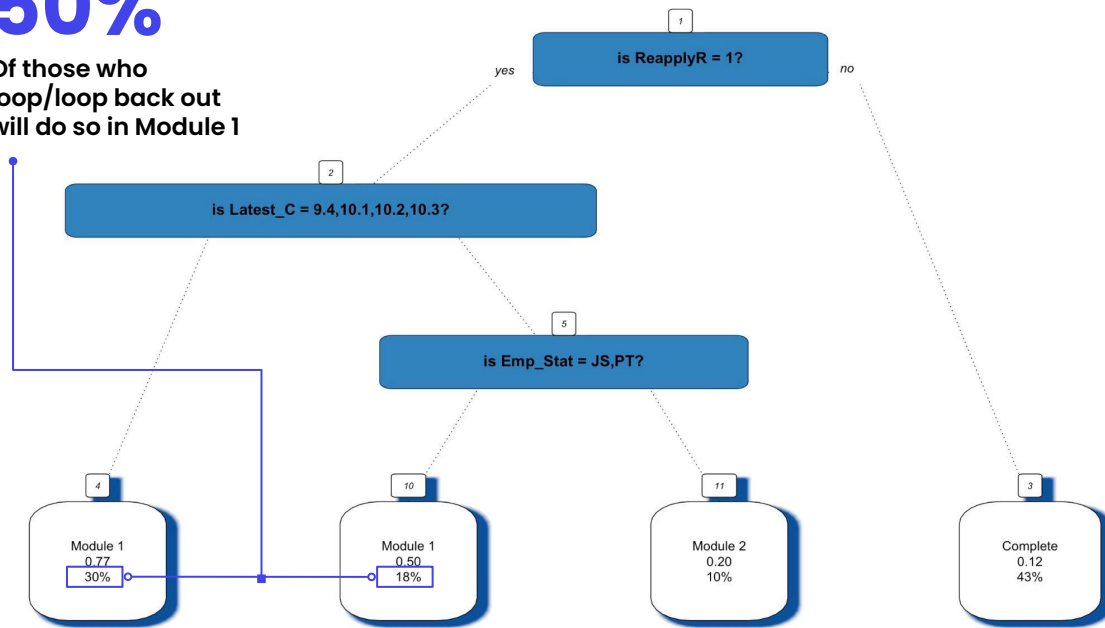 50%
Of those who
oop/loop back out
will do so in Module 1
1
is ReapplyR = 1?
yes
no
2
is Latest_C = 9.4,10.1,10.2,10.3?
5
is Emp_Stat = JS,PT?
4
Module 1
0.77
30%
10
Module 1
0.50
18%
11
Module 2
0.20
10%
3
Complete
0.12
43%